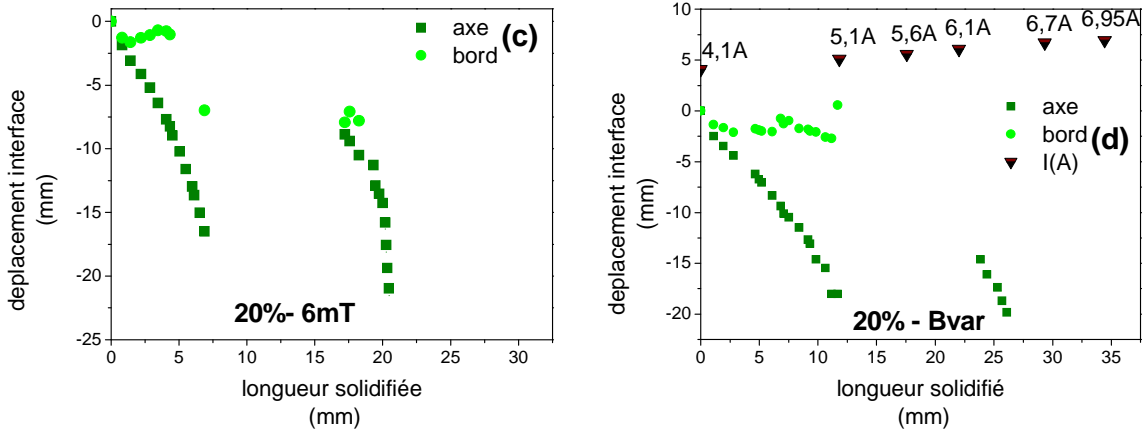 0
-5
-10
-15
-20
-25
0 5 10 15 20 25 30
deplacement interface
(mm)
longueur solidifiée
(mm)
axe
bord
(c)
20%- 6mT
10
5
0
-5
-10
-15
-20
0 5 10 15 20 25 30 35
deplacement interface
(mm)
longueur solidifié
(mm)
4,1A 5,1A 5,6A 6,1A 6,7A 6,95A
axe
bord
I(A)
(d)
20% - Bvar